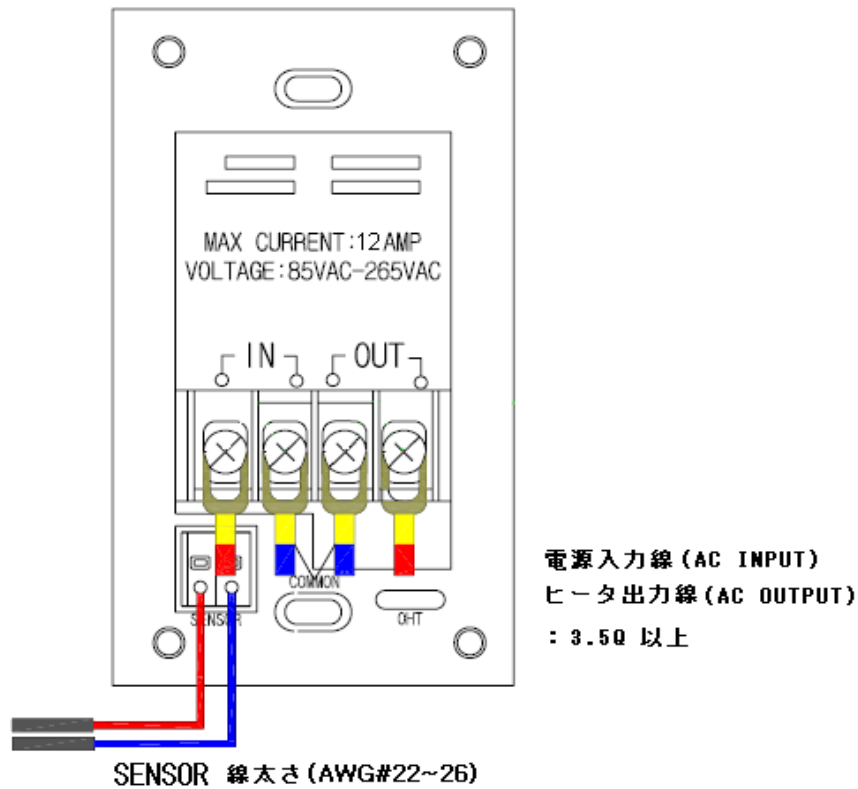 MAX CURRENT:12AMP
VOLTAGE:85VAC-265VAC
IN OUT
COMMON
SENSOR
OHT
電源入力線(AC INPUT)
ヒータ出力線(AC OUTPUT)
:3.5Q 以上
SENSOR 線太さ(AWG#22~26)